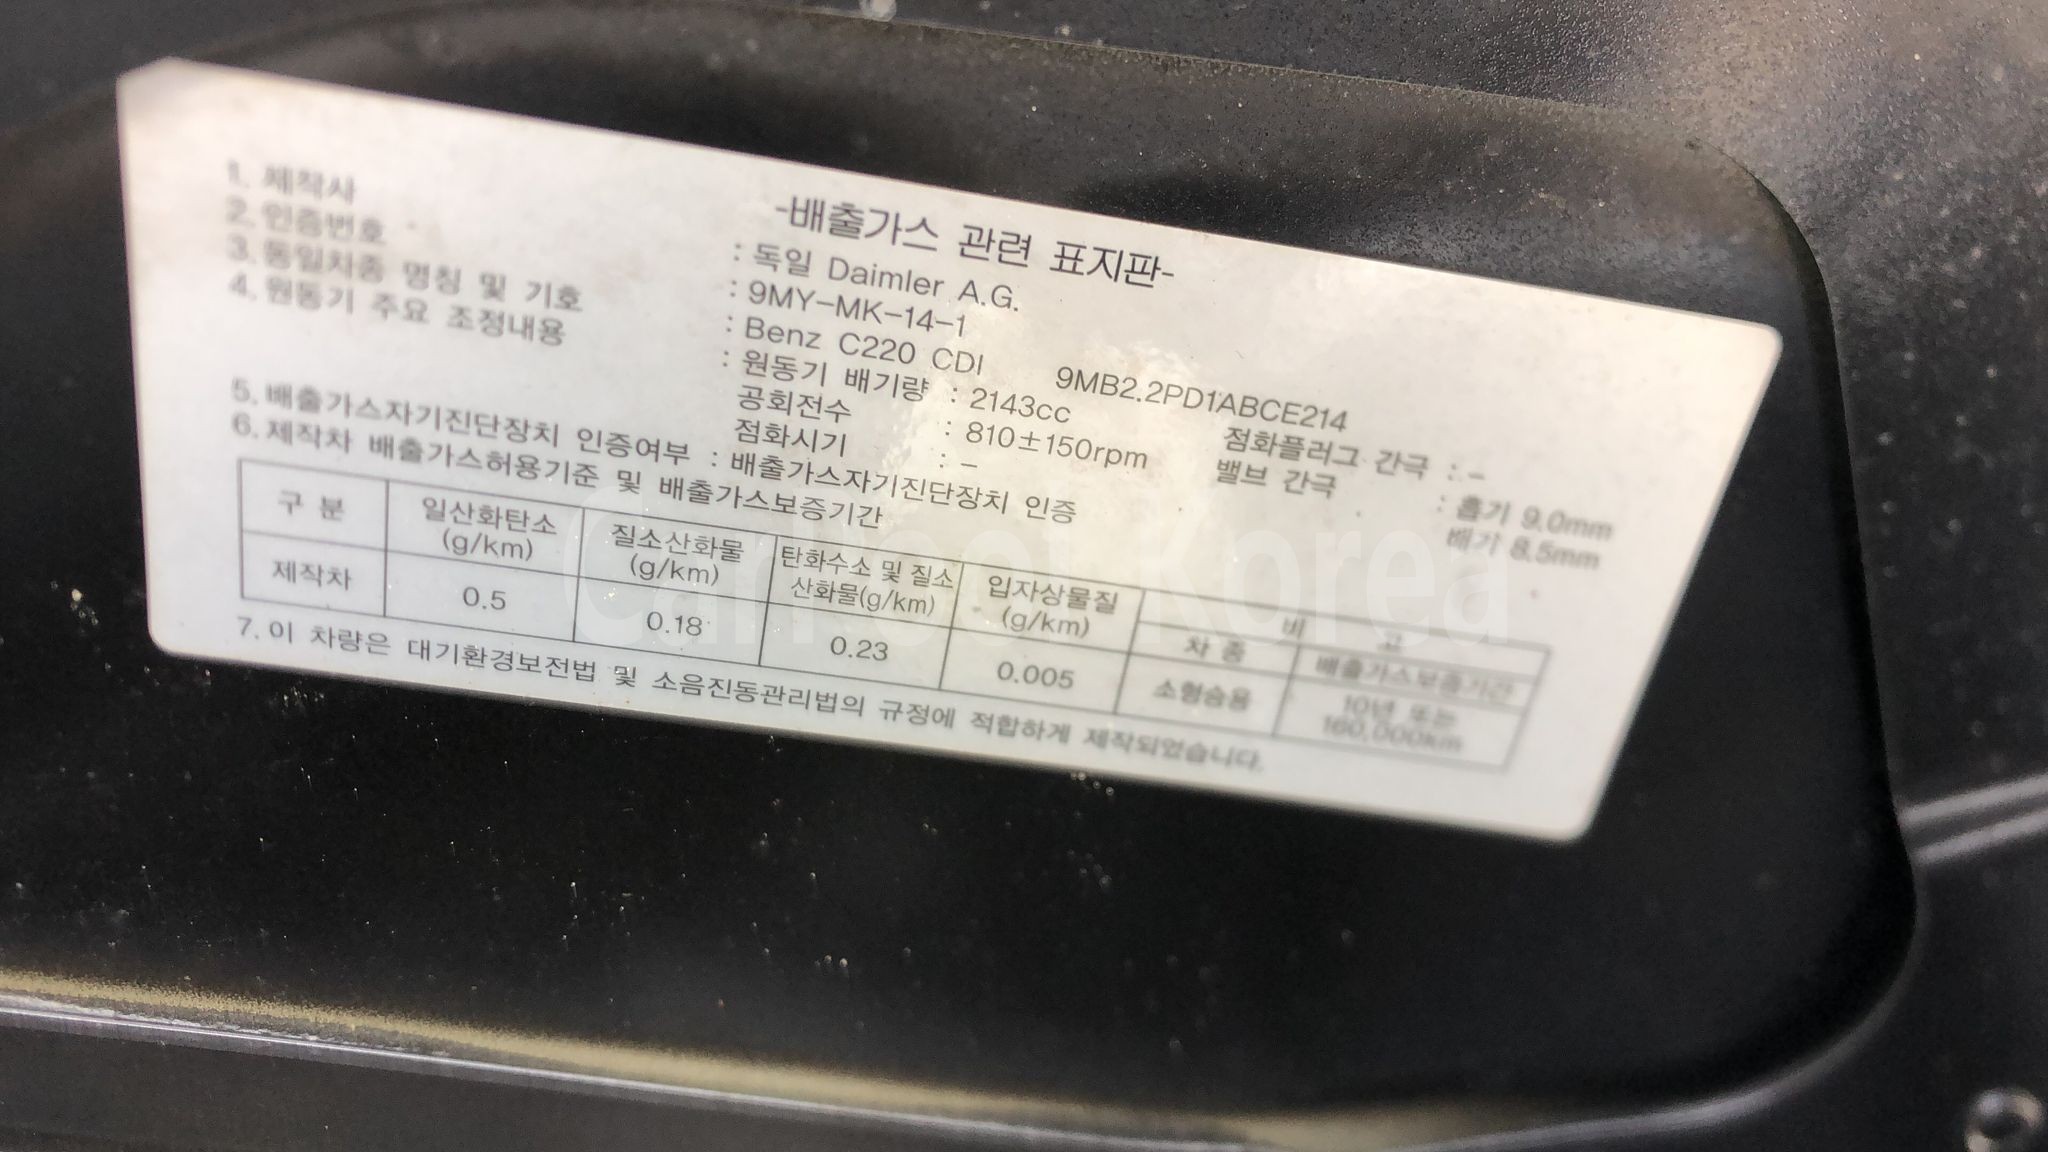 -배출가스 관련 표지판-
1. 제작사 : 독일 Daimler A.G.
2. 인증번호 : 9MY-MK-14-1
3. 동일차종 명칭 및 기호 : Benz C220 CDI 9MB2.2PD1ABCE214
4. 원동기 주요 조정내용 : 원동기 배기량 : 2143cc 점화플러그 간극 : -
공회전수 : 810±150rpm 밸브 간극 : 흡기 9.0mm
점화시기 : - 배기 8.5mm
5. 배출가스자기진단장치 인증여부 : 배출가스자기진단장치 인증
6. 제작차 배출가스허용기준 및 배출가스보증기간
구 분 일산화탄소 (g/km) 질소산화물 (g/km) 탄화수소 및 질소 산화물(g/km) 입자상물질 (g/km) 비 고
차 종 배출가스보증기간
제작차 0.5 0.18 0.23 0.005 소형승용 10년 또는 160,000km
7. 이 차량은 대기환경보전법 및 소음진동관리법의 규정에 적합하게 제작되었습니다.
Korea